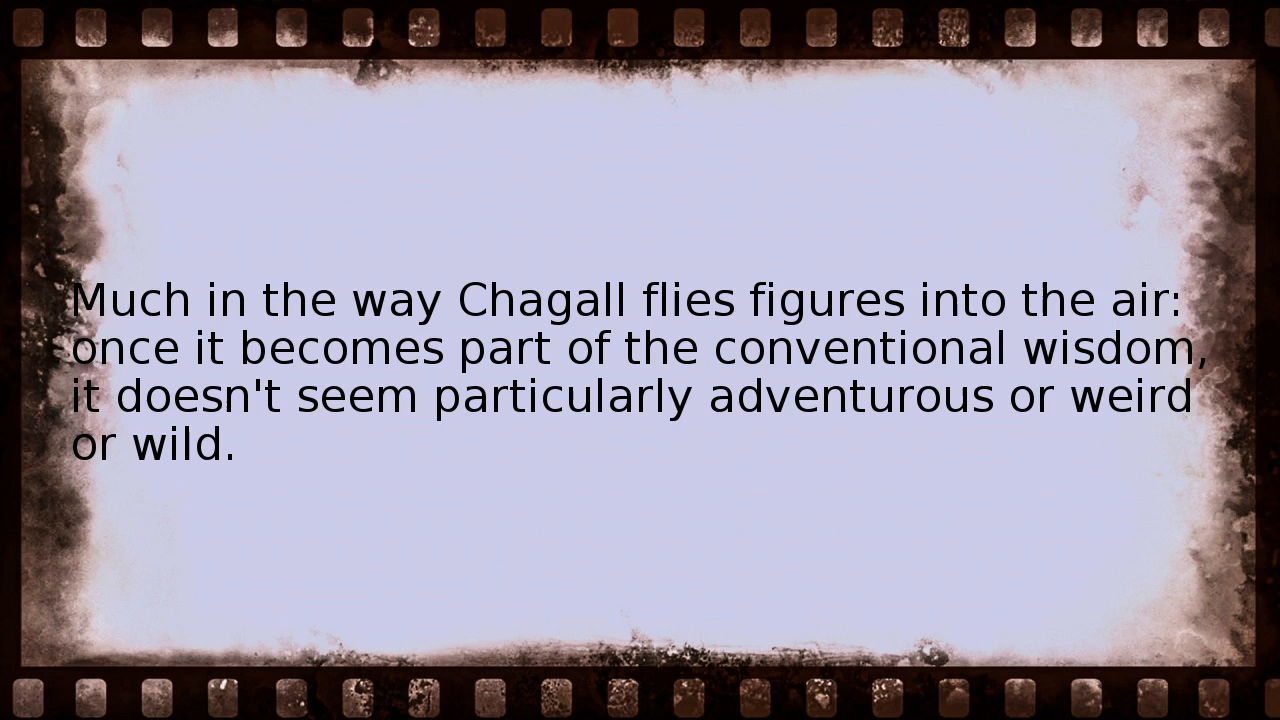 Much in the way Chagall flies figures into the air:
once it becomes part of the conventional wisdom,
it doesn't seem particularly adventurous or weird
or wild.